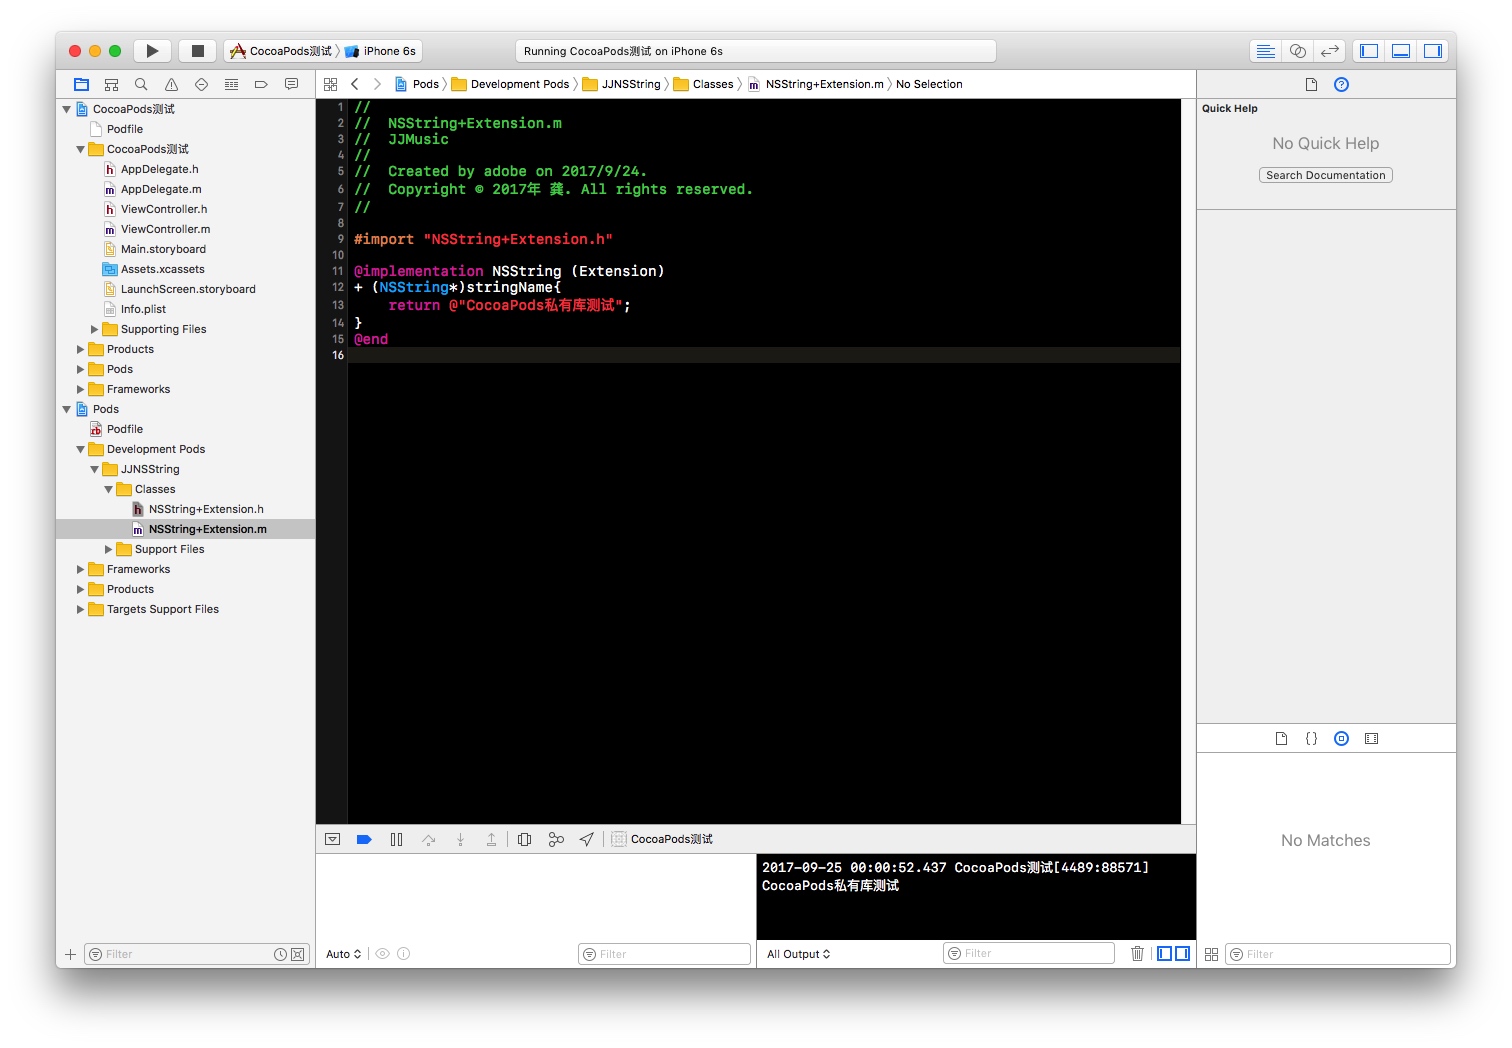 CocoaPods测试 〉 iPhone 6s
Running CocoaPods测试 on iPhone 6s
Pods 〉 Development Pods 〉 JJNSString 〉 Classes 〉 NSString+Extension.m 〉 No Selection
CocoaPods测试
Podfile
CocoaPods测试
AppDelegate.h
AppDelegate.m
ViewController.h
ViewController.m
Main.storyboard
Assets.xcassets
LaunchScreen.storyboard
Info.plist
Supporting Files
Products
Pods
Frameworks
Pods
Podfile
Development Pods
JJNSString
Classes
NSString+Extension.h
NSString+Extension.m
Support Files
Frameworks
Products
Targets Support Files
Filter
1 //
2 //  NSString+Extension.m
3 //  JJMusic
4 //
5 //  Created by adobe on 2017/9/24.
6 //  Copyright © 2017年 龚. All rights reserved.
7 //
8
9 #import "NSString+Extension.h"
10
11 @implementation NSString (Extension)
12 + (NSString*)stringName{
13     return @"CocoaPods私有库测试";
14 }
15 @end
16
CocoaPods测试
2017-09-25 00:00:52.437 CocoaPods测试[4489:88571]
CocoaPods私有库测试
Auto
Filter
All Output
Filter
Quick Help
No Quick Help
Search Documentation
No Matches
Filter